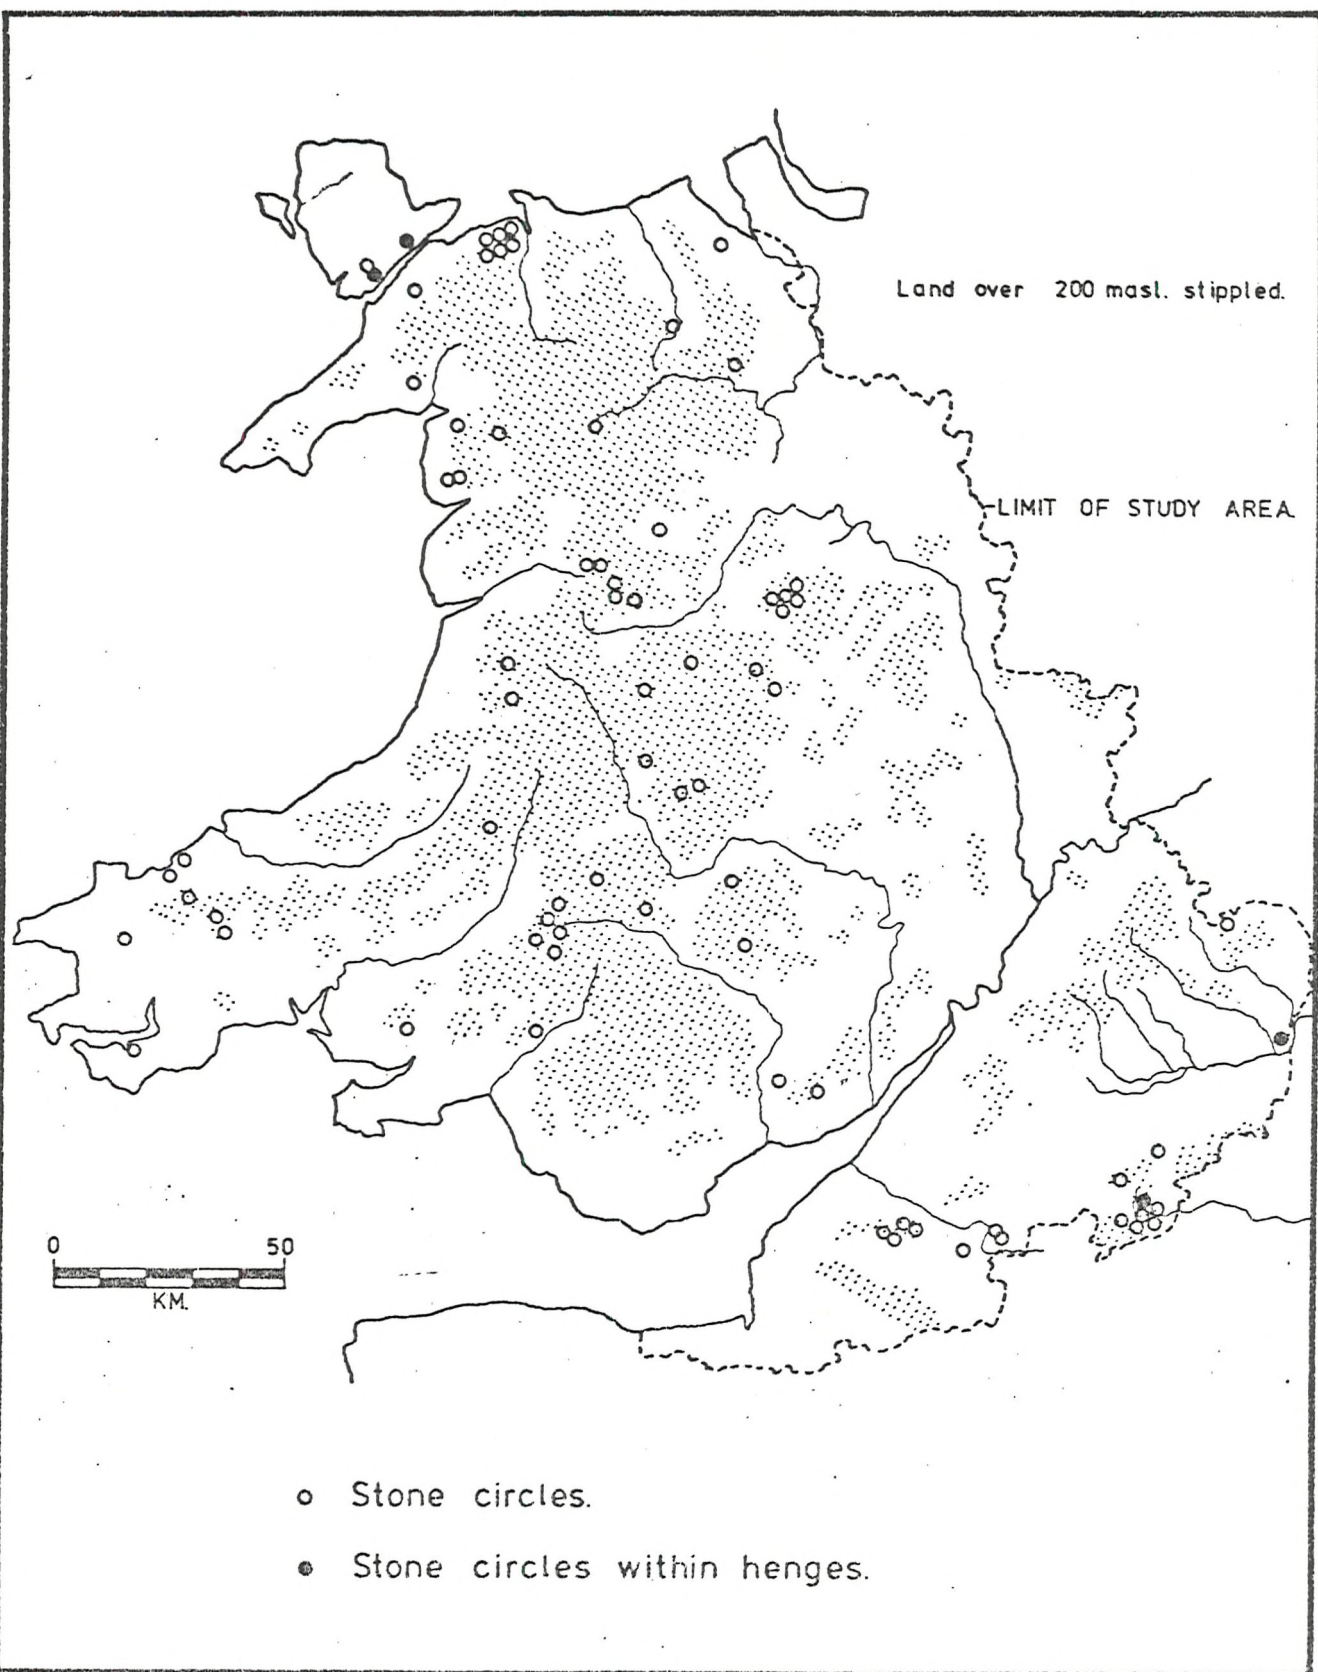 Land over 200 masl. stippled.
LIMIT OF STUDY AREA.
0 50
KM.
Stone circles.
Stone circles within henges.